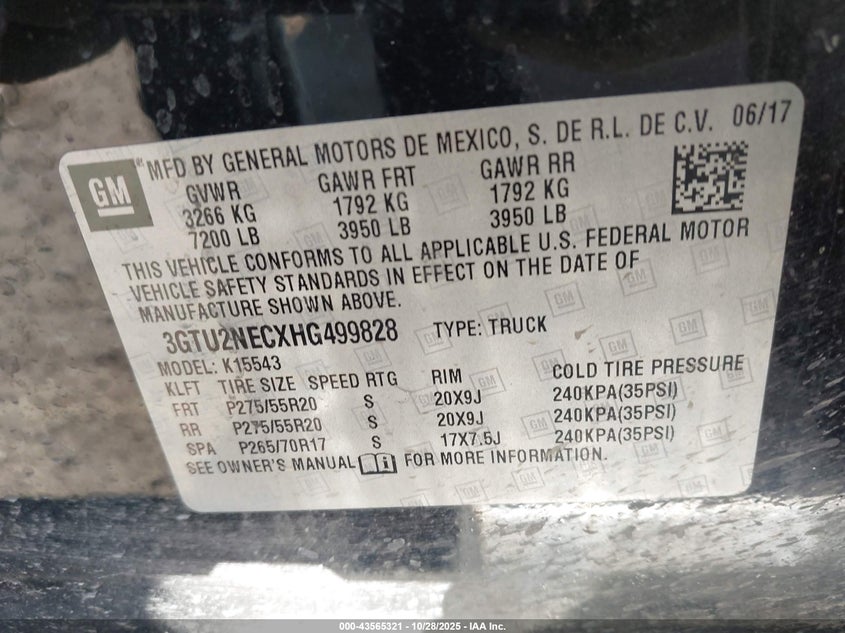 GM
MFD BY GENERAL MOTORS DE MEXICO, S. DE R.L. DE C.V. 06/17
GVWR GAWR FRT GAWR RR
3266 KG 1792 KG 1792 KG
7200 LB 3950 LB 3950 LB
THIS VEHICLE CONFORMS TO ALL APPLICABLE U.S. FEDERAL MOTOR
VEHICLE SAFETY STANDARDS IN EFFECT ON THE DATE OF
MANUFACTURE SHOWN ABOVE.
3GTU2NECXHG499828 TYPE: TRUCK
MODEL: K15543
KLFT TIRE SIZE SPEED RTG RIM COLD TIRE PRESSURE
FRT P275/55R20 S 20X9J 240KPA(35PSI)
RR P275/55R20 S 20X9J 240KPA(35PSI)
SPA P265/70R17 S 17X7.5J 240KPA(35PSI)
SEE OWNER'S MANUAL FOR MORE INFORMATION.
000-43565321 - 10/28/2025 - IAA Inc.